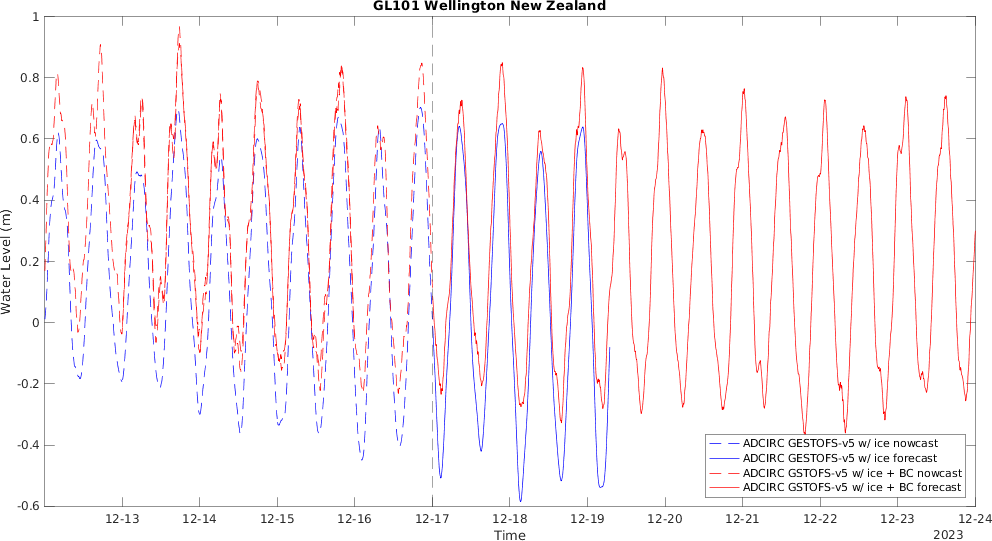 GL101 Wellington New Zealand
1
0.8
0.6
0.4
0.2
0
-0.2
-0.4
-0.6
Water Level (m)
12-13 12-14 12-15 12-16 12-17 12-18 12-19 12-20 12-21 12-22 12-23 12-24
Time
2023
ADCIRC GESTOFS-v5 w/ ice nowcast
ADCIRC GESTOFS-v5 w/ ice forecast
ADCIRC GSTOFS-v5 w/ ice + BC nowcast
ADCIRC GSTOFS-v5 w/ ice + BC forecast